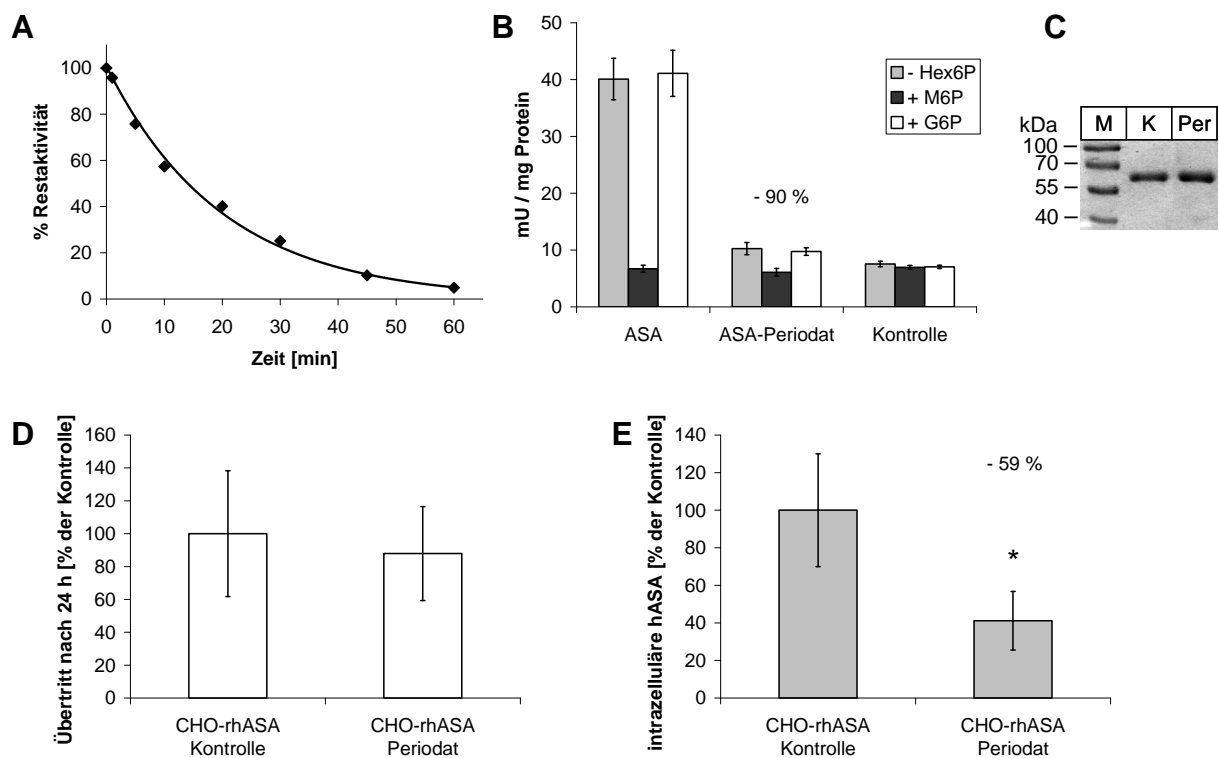 A
% Restaktivität
100
80
60
40
20
0
0 10 20 30 40 50 60
Zeit [min]
B
mU / mg Protein
50
40
30
20
10
0
- 90 %
ASA
ASA-Periodat
Kontrolle
- Hex6P
+ M6P
+ G6P
C
kDa
M
K
Per
100
70
55
40
D
Übertritt nach 24 h [% der Kontrolle]
160
140
120
100
80
60
40
20
0
CHO-rhASA
Kontrolle
CHO-rhASA
Periodat
E
intrazelluläre hASA [% der Kontrolle]
140
120
100
80
60
40
20
0
- 59 %
*
CHO-rhASA
Kontrolle
CHO-rhASA
Periodat